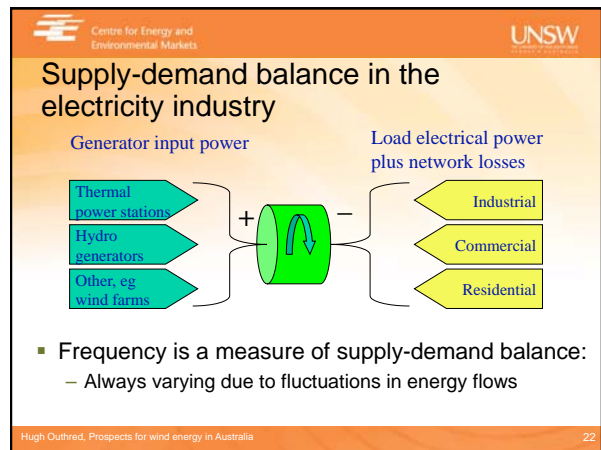 Centre for Energy and
Environmental Markets
UNSW
Supply-demand balance in the
electricity industry
Generator input power
Load electrical power
plus network losses
Thermal
power stations
Hydro
generators
Other, eg
wind farms
+
–
Industrial
Commercial
Residential
▪ Frequency is a measure of supply-demand balance:
– Always varying due to fluctuations in energy flows
Hugh Outhred, Prospects for wind energy in Australia
22